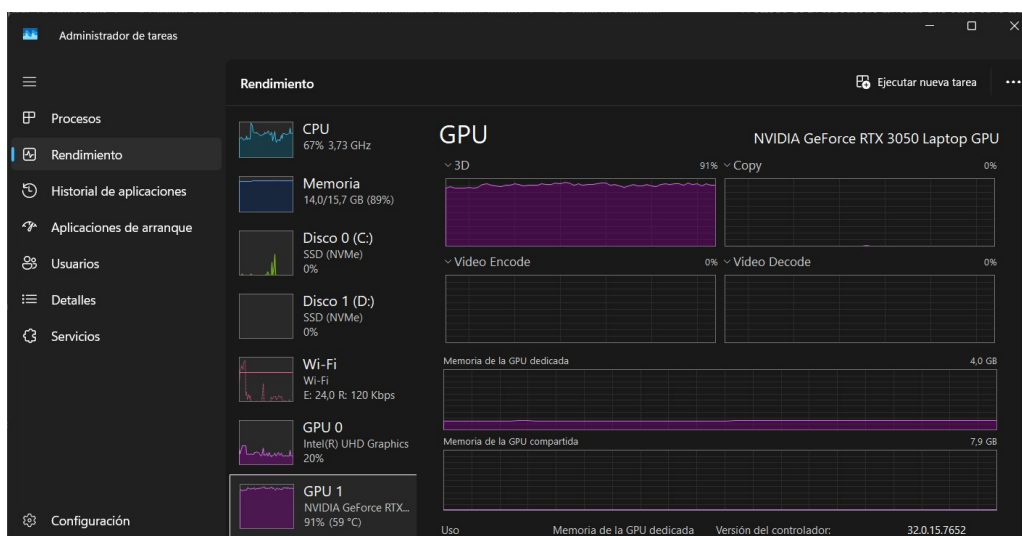 Administrador de tareas
Rendimiento
Ejecutar nueva tarea
Procesos
Rendimiento
Historial de aplicaciones
Aplicaciones de arranque
Usuarios
Detalles
Servicios
Configuración
CPU
67% 3,73 GHz
Memoria
14,0/15,7 GB (89%)
Disco 0 (C:)
SSD (NVMe)
0%
Disco 1 (D:)
SSD (NVMe)
0%
Wi-Fi
Wi-Fi
E: 24,0 R: 120 Kbps
GPU 0
Intel(R) UHD Graphics
20%
GPU 1
NVIDIA GeForce RTX...
91% (59 °C)
GPU
NVIDIA GeForce RTX 3050 Laptop GPU
3D 91%
Copy 0%
Video Encode 0%
Video Decode 0%
Memoria de la GPU dedicada 4,0 GB
Memoria de la GPU compartida 7,9 GB
Uso Memoria de la GPU dedicada Versión del controlador: 32.0.15.7652